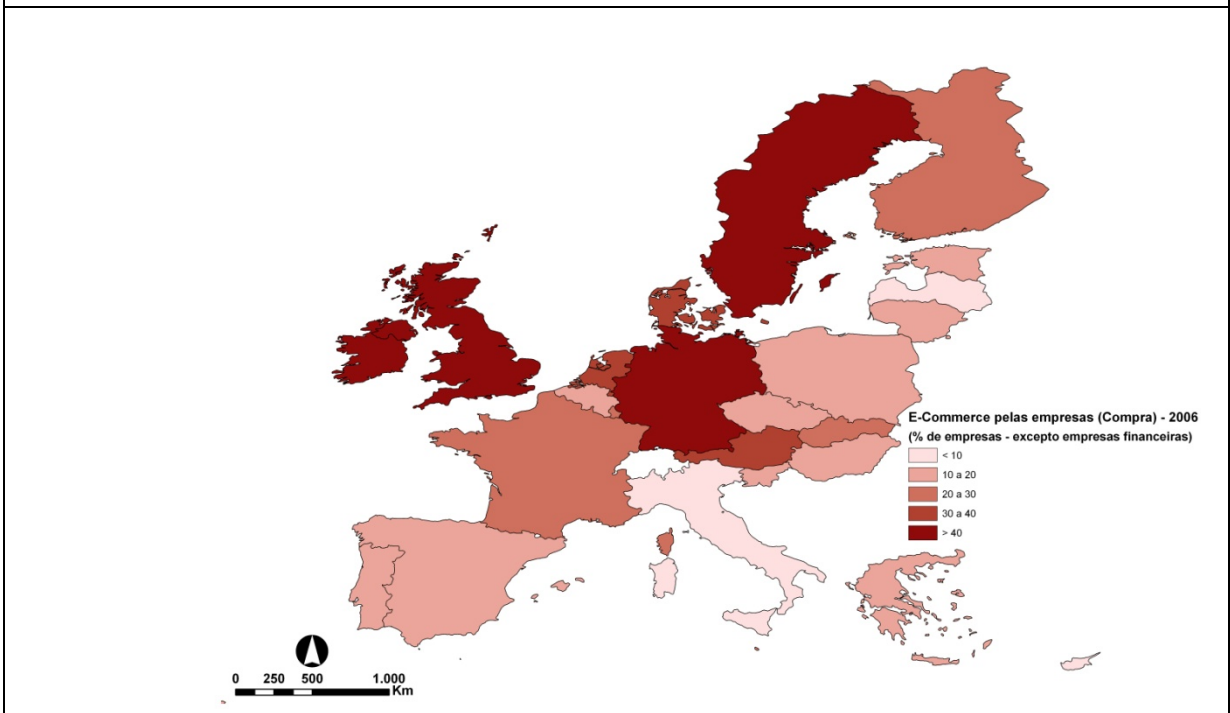 E-Commerce pelas empresas (Compra) - 2006
(% de empresas - excepto empresas financeiras)
< 10
10 a 20
20 a 30
30 a 40
> 40
0 250 500 1.000
Km